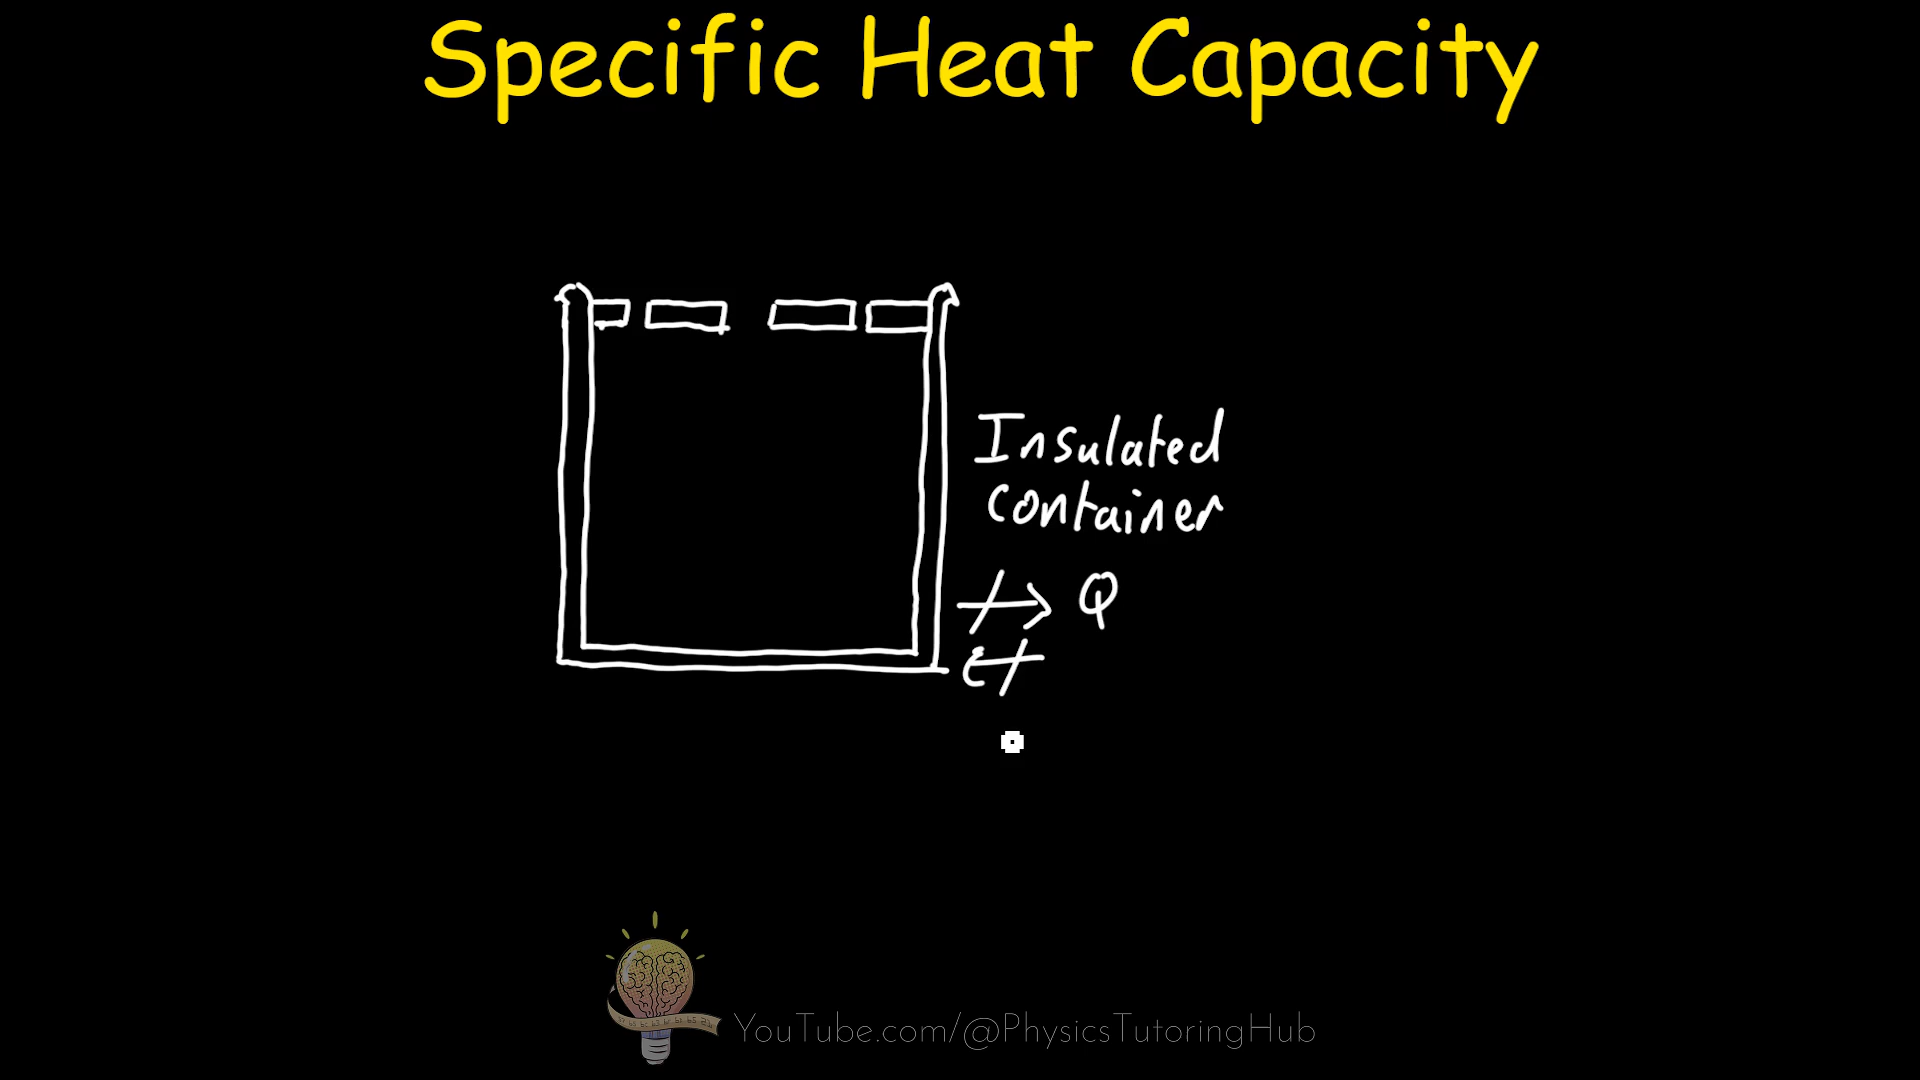 Specific Heat Capacity
Insulated
container
Q
YouTube.com/@PhysicsTutoringHub